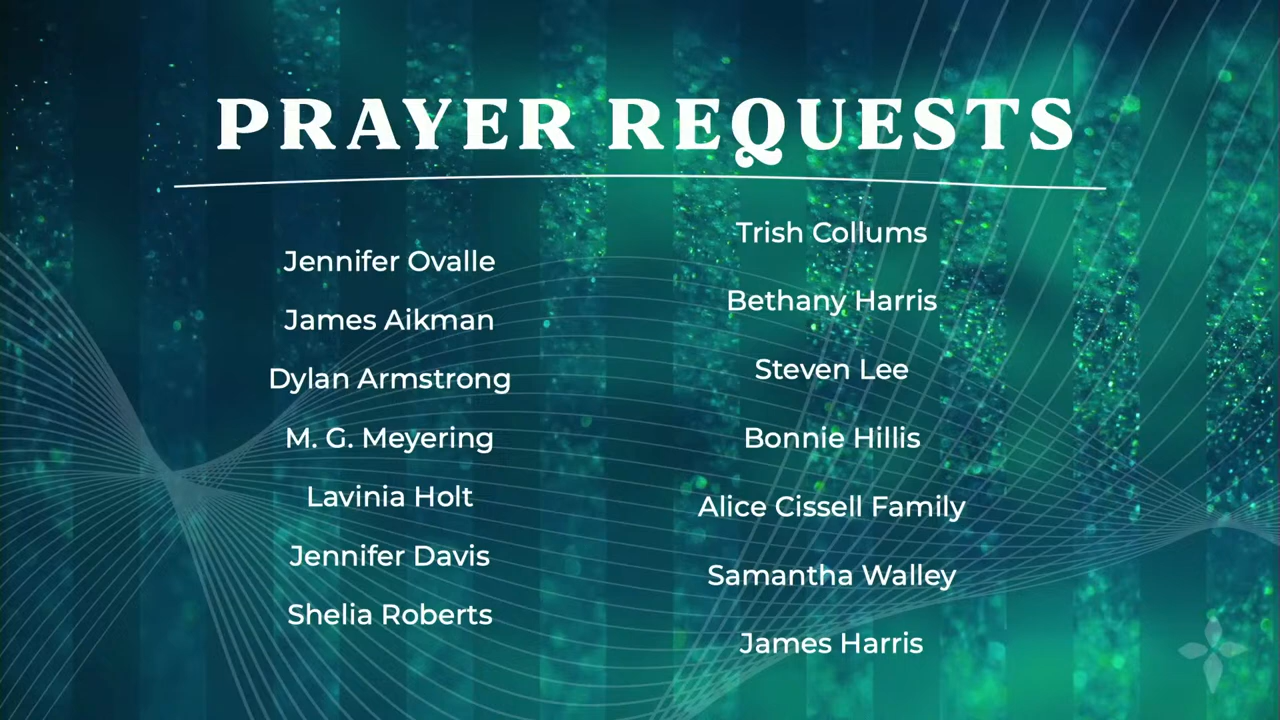 PRAYER REQUESTS
Jennifer Ovalle
James Aikman
Dylan Armstrong
M. G. Meyering
Lavinia Holt
Jennifer Davis
Shelia Roberts
Trish Collums
Bethany Harris
Steven Lee
Bonnie Hillis
Alice Cissell Family
Samantha Walley
James Harris